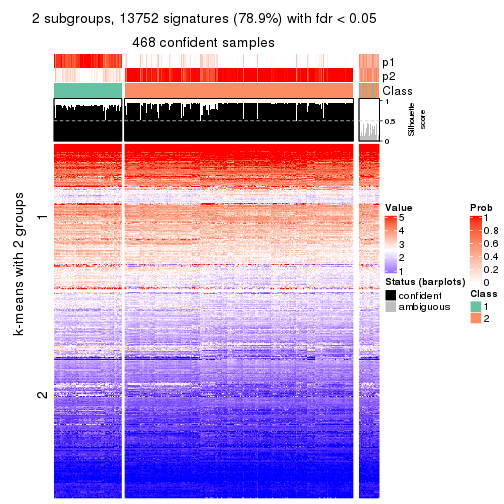 2 subgroups, 13752 signatures (78.9%) with fdr < 0.05
468 confident samples
p1
p2
Class
1
0.5
0
Silhouette
score
k-means with 2 groups
1
2
Value
5
4
3
2
1
Prob
1
0.8
0.6
0.4
0.2
0
Status (barplots)
confident
ambiguous
Class
1
2